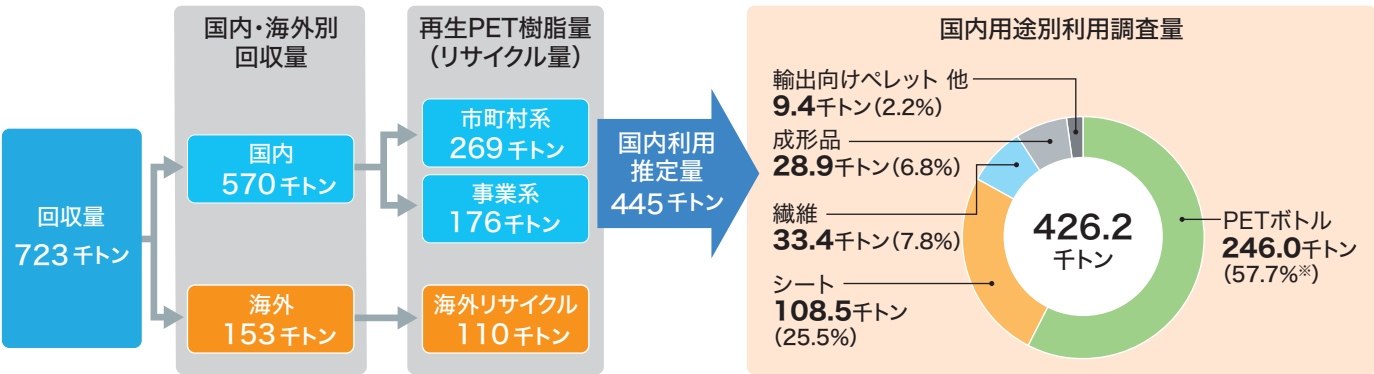 回収量
723千トン
国内・海外別
回収量
国内
570千トン
海外
153千トン
再生PET樹脂量
（リサイクル量）
市町村系
269千トン
事業系
176千トン
海外リサイクル
110千トン
国内利用
推定量
445千トン
国内用途別利用調査量
輸出向けペレット 他
9.4千トン(2.2%)
成形品
28.9千トン(6.8%)
繊維
33.4千トン(7.8%)
シート
108.5千トン
(25.5%)
426.2
千トン
PETボトル
246.0千トン
(57.7%※)